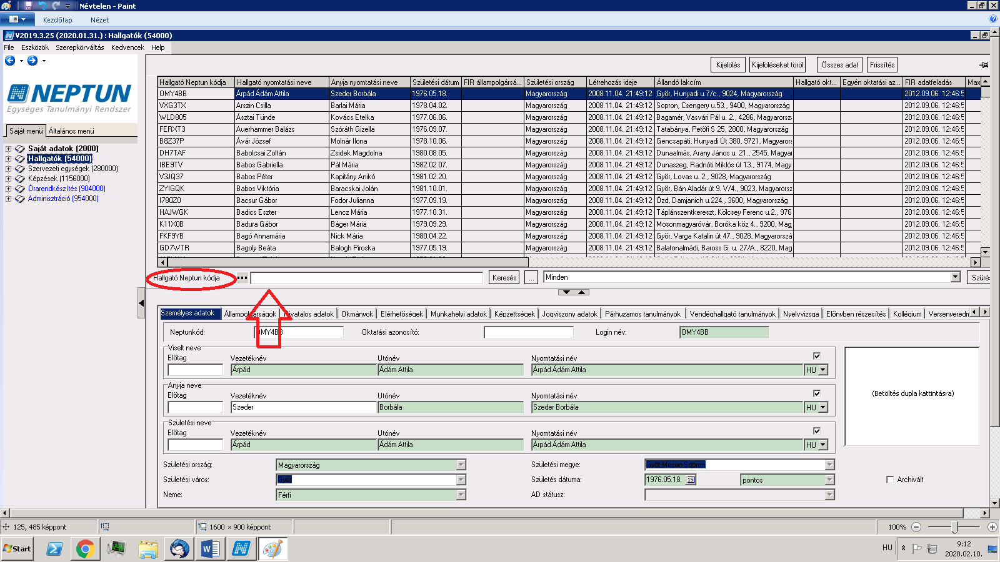 Névtelen - Paint
Kezdőlap Nézet
V2019.3.25 (2020.01.31.) : Hallgatók (54000)
File Eszközök Szerepkörváltás Kedvencek Help
NEPTUN
Egységes Tanulmányi Rendszer
Saját menü Általános menü
Saját adatok (2000)
Hallgatók (54000)
Szervezeti egységek (280000)
Képzések (1156000)
Órarendkészítés (904000)
Adminisztráció (954000)
Kijelölés Kijelöléseket töröl Összes adat Frissítés
Hallgató Neptun kódja Hallgató nyomtatási neve Anyja nyomtatási neve Születési dátum FIR állampolgársá... Születési ország Létrehozás ideje Állandó lakcím Hallgató okt... Egyén oktatási az... FIR adatfeladás Max
OMY4BB Árpád Ádám Attila Szeder Borbála 1976.05.18. Magyarország 2008.11.04. 21:49:12 Győr, Hunyadi u.7/c., 9024, Magyarország 2012.09.06. 12:46:5
VXG3TX Arszin Csilla Barlai Mária 1978.04.02. Magyarország 2008.11.04. 21:49:12 Sopron, Csengery u.53., 9400, Magyarország 2012.09.06. 12:46:5
WLD805 Ásztai Tünde Kovács Etelka 1977.06.06. Magyarország 2008.11.04. 21:49:12 Bagamér, Vasvári Pál u. 2., 4286, Magyarorsz 2012.09.06. 12:46:5
FERXT3 Auerhammer Balázs Szóráth Gizella 1976.09.07. Magyarország 2008.11.04. 21:49:12 Tatabánya, Petőfi S 25, 2800, Magyarország 2012.09.06. 12:46:5
B8Z37P Ávár József Molnár Ilona 1978.10.06. Magyarország 2008.11.04. 21:49:12 Gencsapáti, Hunyadi Út 380, 9721, Magyarors 2012.09.06. 12:46:5
DH7TAF Babolcsai Zoltán Zsidek Magdolna 1980.08.05. Magyarország 2008.11.04. 21:49:12 Dunaalmás, Arany János u. 21., 2545, Magyar 2012.09.06. 12:46:5
IBE9TV Babos Gabriella Pál Mária 1982.02.07. Magyarország 2008.11.04. 21:49:12 Dunaszeg, Radnóti Miklós út 13., 9174, Magy 2012.09.06. 12:46:5
V3JQ37 Babos Péter Kapitány Anikó 1981.02.20. Magyarország 2008.11.04. 21:49:12 Győr, Lovas u. 2., 9028, Magyarország 2012.09.06. 12:46:5
ZYIGQK Babos Viktória Baracskai Jolán 1981.10.01. Magyarország 2008.11.04. 21:49:12 Győr, Bán Aladár út 9. V/4., 9023, Magyarorsz 2012.09.06. 12:46:5
I780Z0 Bacsur Gábor Fodor Julianna 1977.09.19. Magyarország 2008.11.04. 21:49:12 Ózd, Damjanich u.224., 3600, Magyarország 2012.09.06. 12:46:5
HAJWGK Badics Eszter Lencz Mária 1977.10.31. Magyarország 2008.11.04. 21:49:12 Táplánszentkereszt, Kölcsey Ferenc u.2., 976 2012.09.06. 12:46:5
K11X0B Badura Gábor Báger Mária 1979.09.29. Magyarország 2008.11.04. 21:49:12 Mosonmagyaróvár, Boróka köz 4., 9200, Mag 2012.09.06. 12:46:5
FKF9YB Bagó Annamária Nick Mária 1980.04.22. Magyarország 2008.11.04. 21:49:12 Győr, Varga Katalin út 47., 9028, Magyarorsz 2012.09.06. 12:46:5
GD7WTR Bagoly Beáta Balogh Piroska 1977.05.19. Magyarország 2008.11.04. 21:49:12 Balatonalmádi, Baross G. u. 27/A., 8220, Mag 2012.09.06. 12:46:5
Hallgató Neptun kódja Keresés ... Minden Szűrés
Személyes adatok Hivatalos adatok Okmányok Elérhetőségek Munkahelyi adatok Képzettségek Jogviszony adatok Párhuzamos tanulmányok Vendéghallgató tanulmányok Nyelvvizsga Előnyben részesítés Kollégium Versenyeredm
Neptunkód: OMY4BB Oktatási azonosító: Login név: OMY4BB
Viselt neve
Előtag Vezetéknév Utónév Nyomtatási név
Árpád Ádám Attila Árpád Ádám Attila HU
Anyja neve
Előtag Vezetéknév Utónév Nyomtatási név
Szeder Borbála Szeder Borbála HU
(Betöltés dupla kattintásra)
Születési neve
Előtag Vezetéknév Utónév Nyomtatási név
Árpád Ádám Attila Árpád Ádám Attila HU
Születési ország: Magyarország Születési megye: Győr-Moson-Sopron
Születési város: Győr Születés dátuma: 1976.05.18. 15 pontos Archivált
Neme: Férfi AD státusz:
125, 485 képpont 1600 × 900 képpont 100%
Start HU 9:12
2020.02.10.